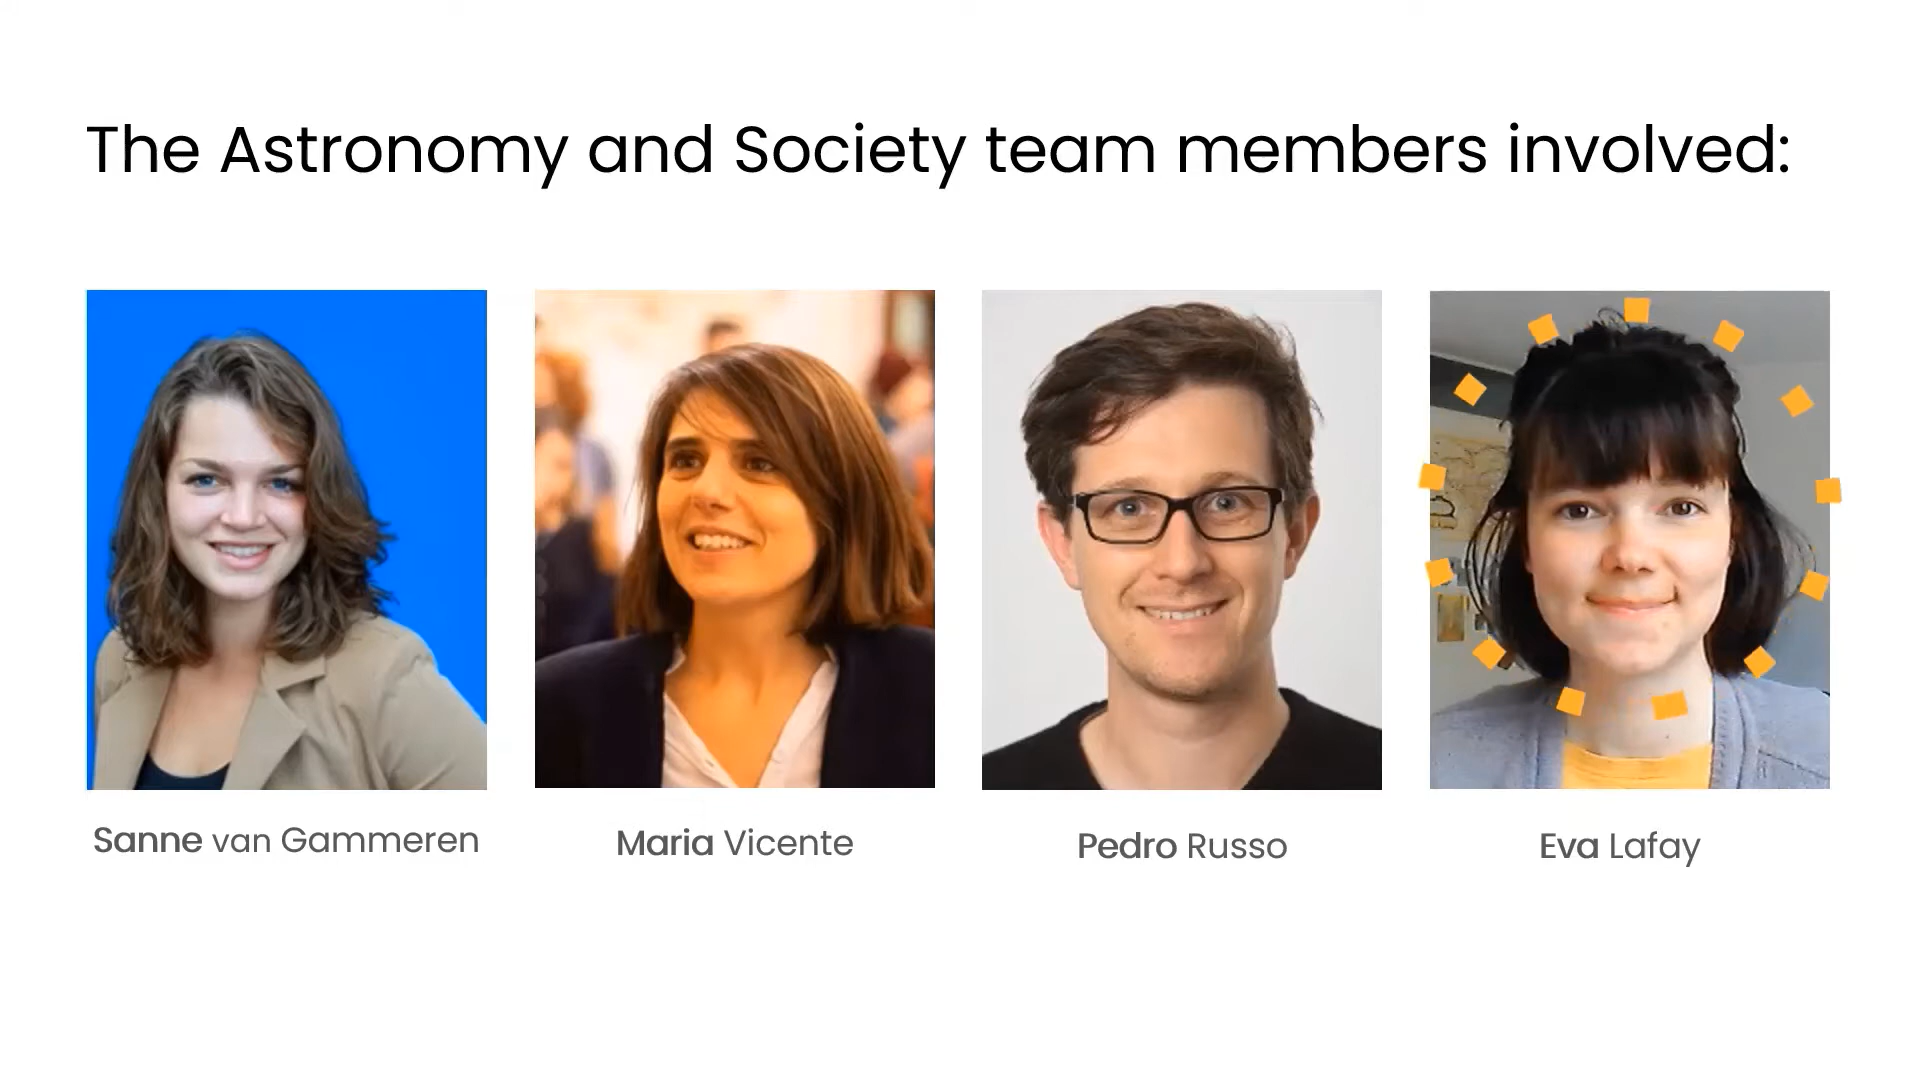 The Astronomy and Society team members involved:
Sanne van Gammeren
Maria Vicente
Pedro Russo
Eva Lafay